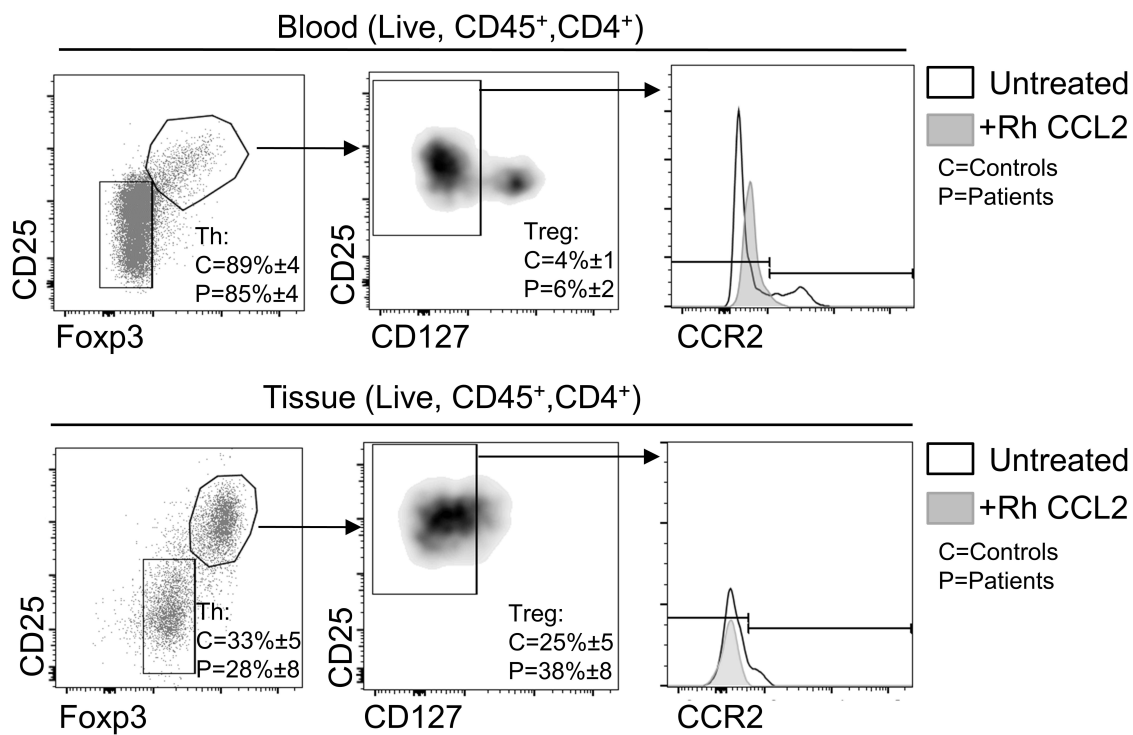 Blood (Live, CD45+,CD4+)
Untreated
+Rh CCL2
C=Controls
P=Patients
CD25
Th:
C=89%±4
P=85%±4
Foxp3
CD25
Treg:
C=4%±1
P=6%±2
CD127
CCR2
Tissue (Live, CD45+,CD4+)
Untreated
+Rh CCL2
C=Controls
P=Patients
CD25
Th:
C=33%±5
P=28%±8
Foxp3
CD25
Treg:
C=25%±5
P=38%±8
CD127
CCR2